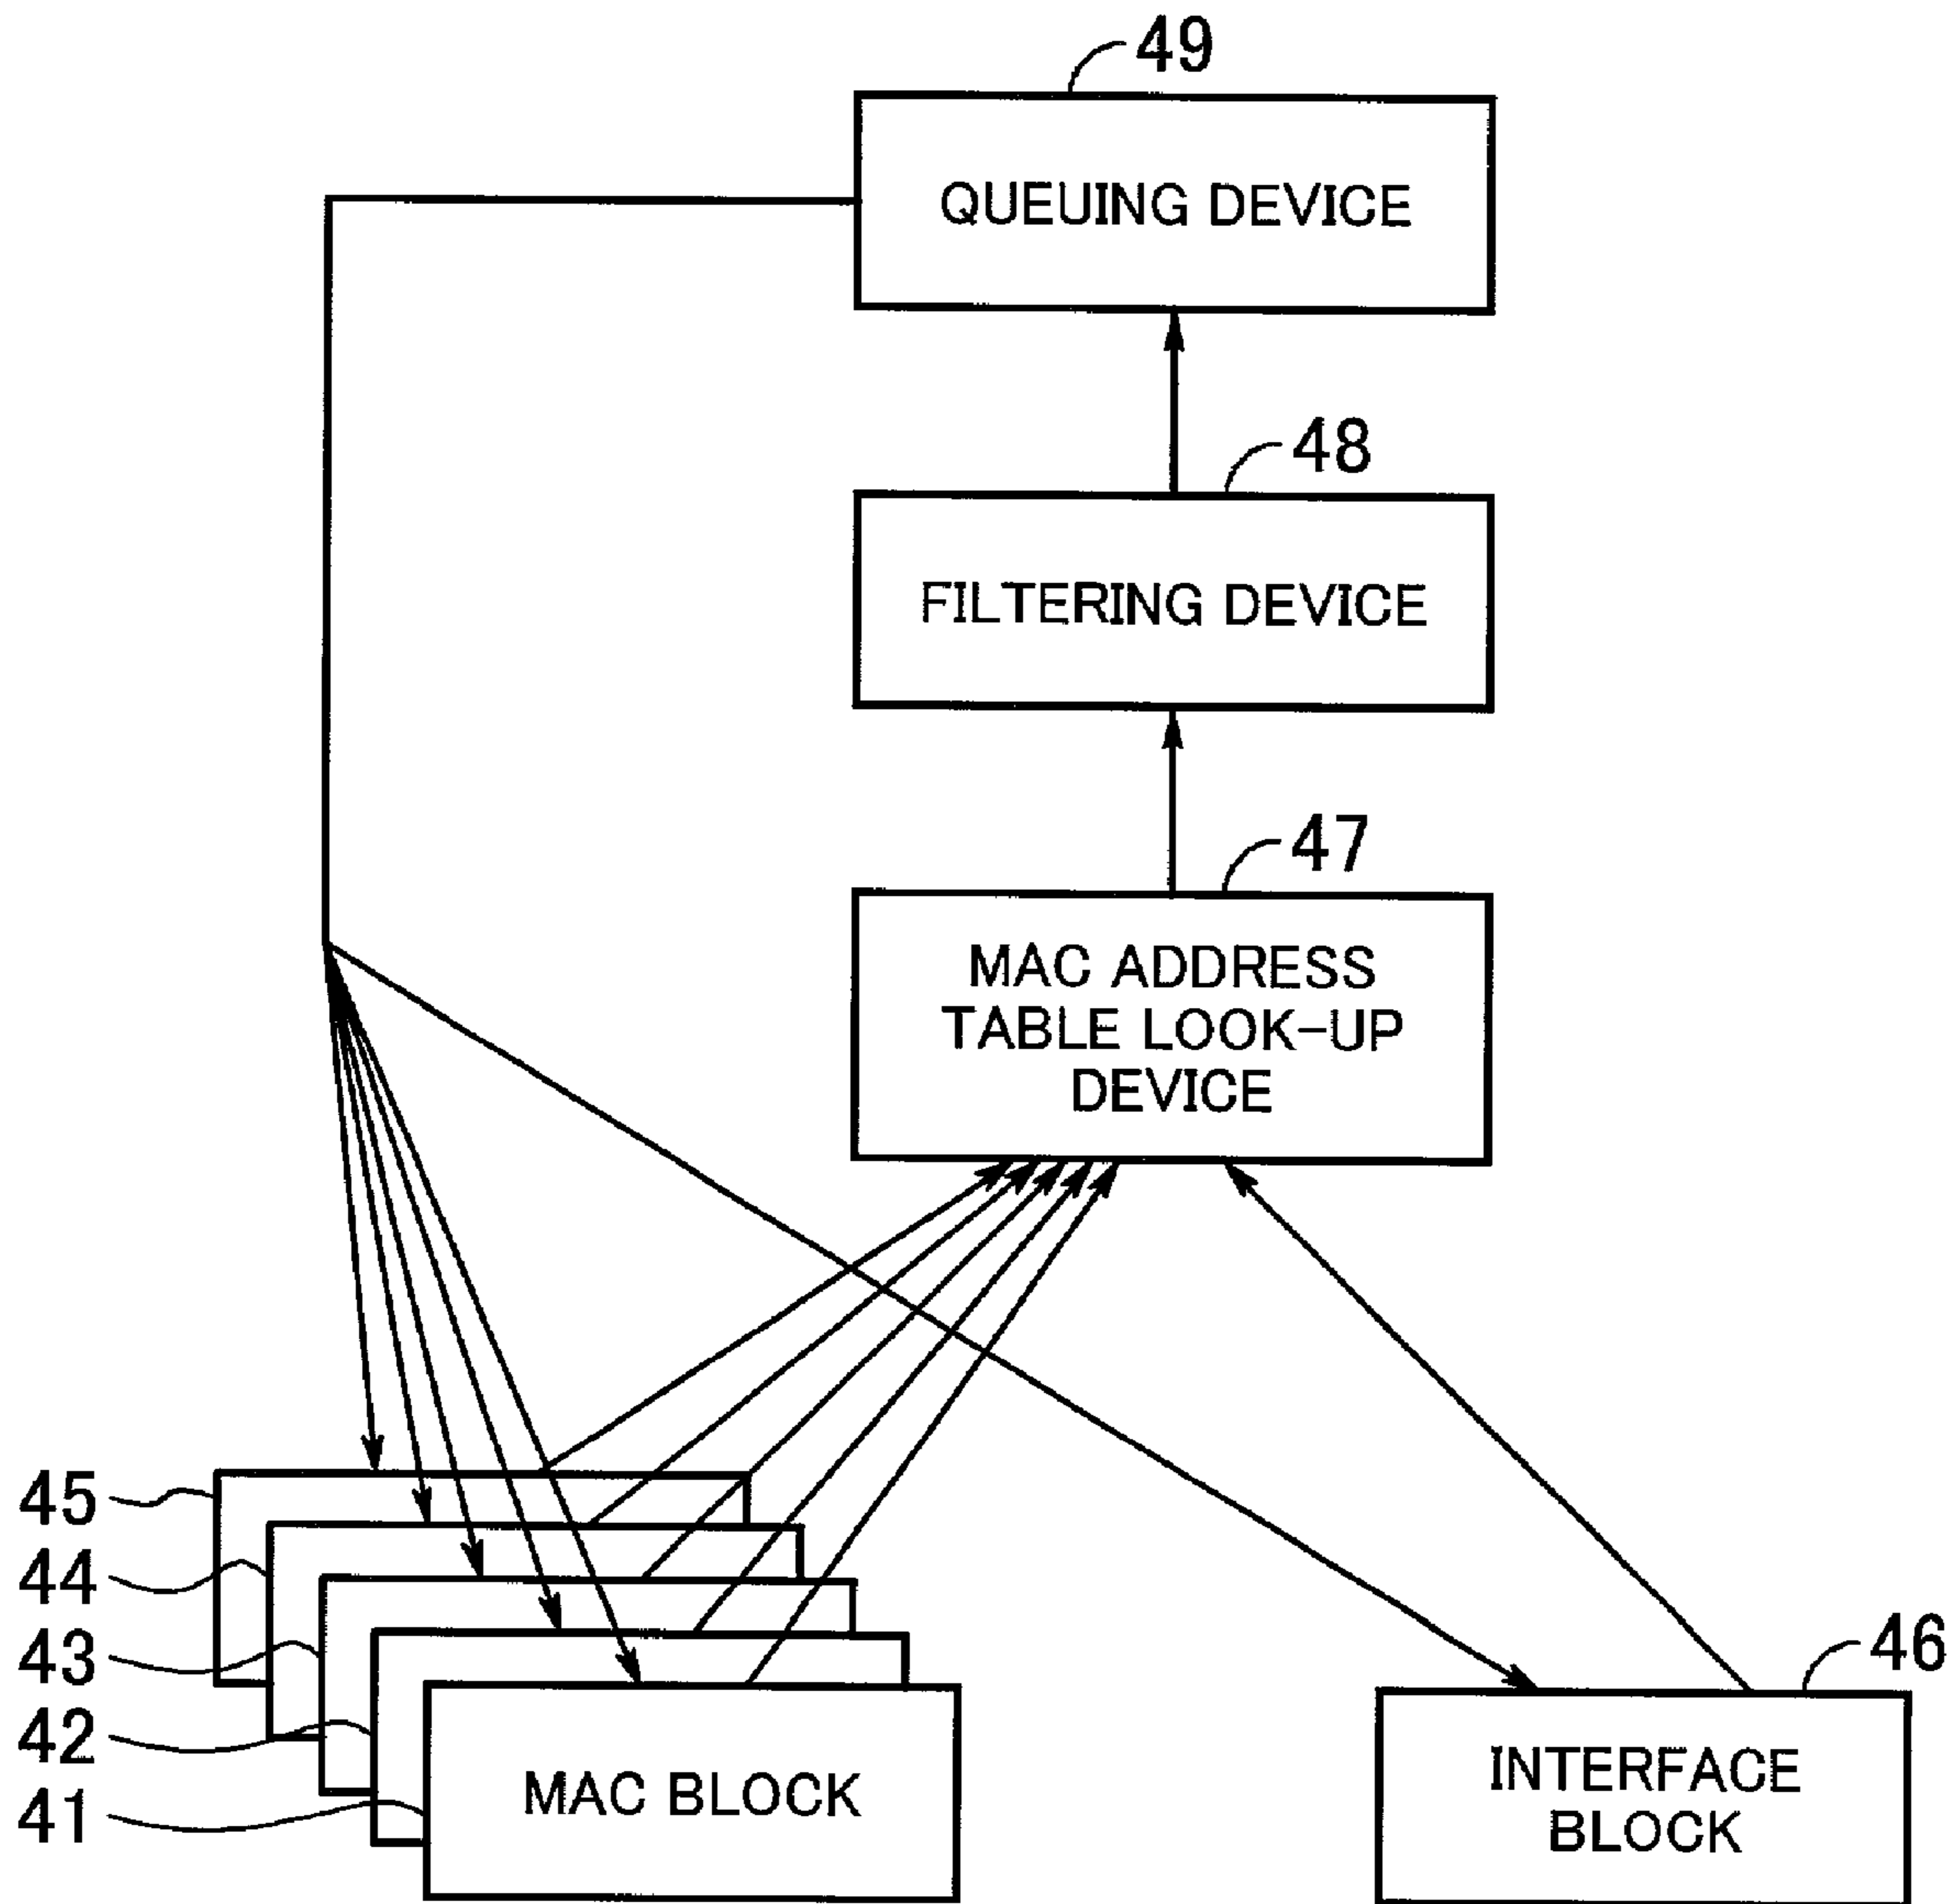 49
QUEUING DEVICE
48
FILTERING DEVICE
47
MAC ADDRESS
TABLE LOOK-UP
DEVICE
45
44
43
42
41
MAC BLOCK
46
INTERFACE
BLOCK